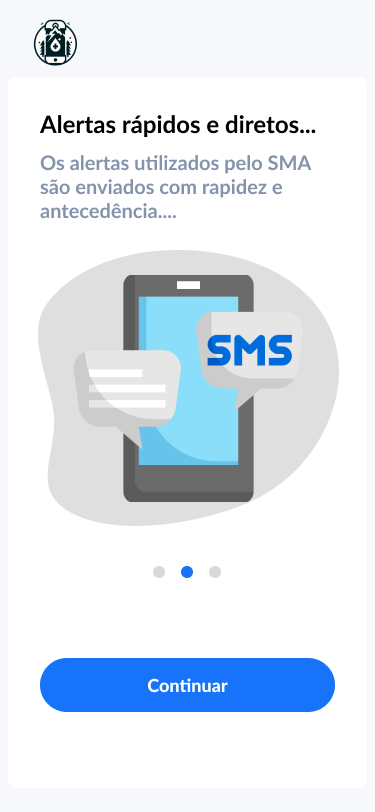 Alertas rápidos e diretos...
Os alertas utilizados pelo SMA
são enviados com rapidez e
antecedência....
SMS
Continuar